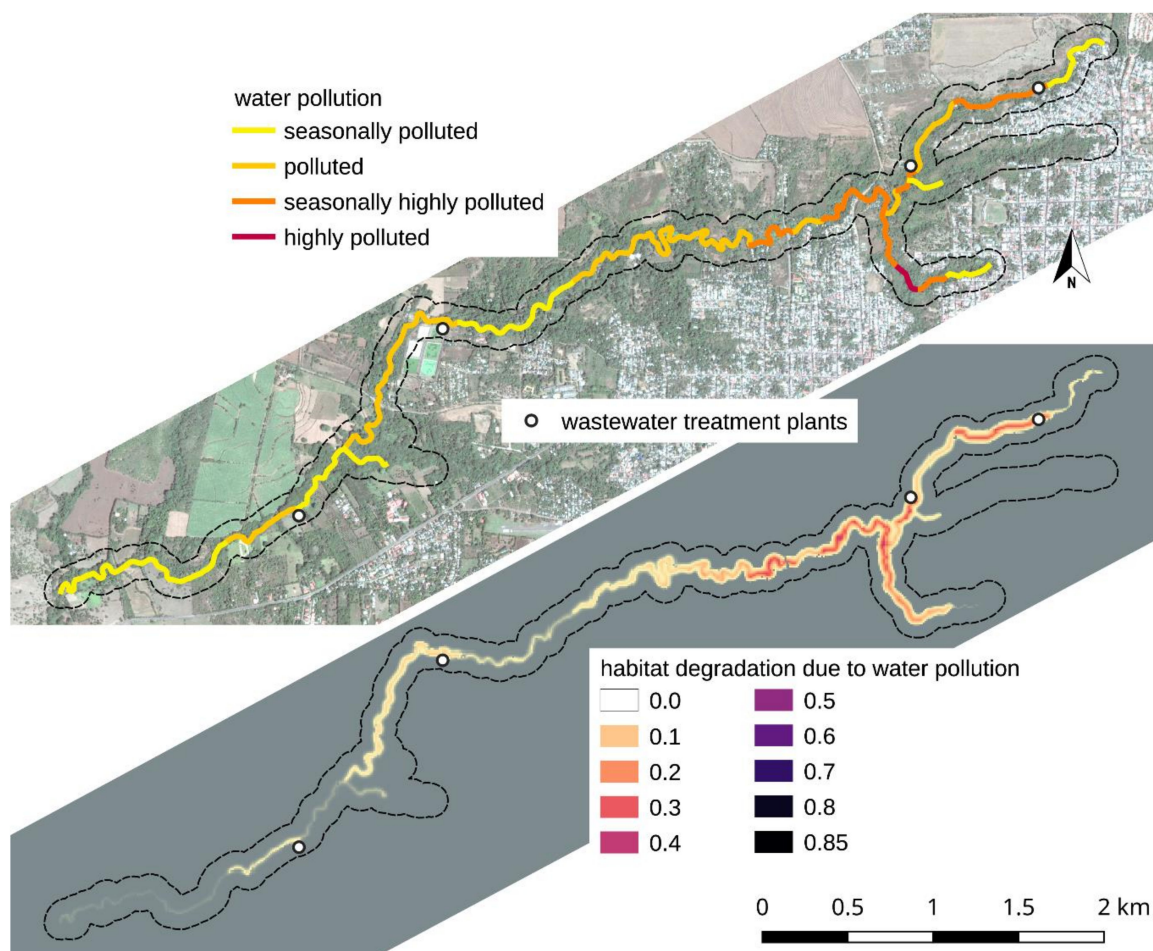 water pollution
seasonally polluted
polluted
seasonally highly polluted
highly polluted
N
wastewater treatment plants
habitat degradation due to water pollution
0.0 0.5
0.1 0.6
0.2 0.7
0.3 0.8
0.4 0.85
0 0.5 1 1.5 2 km